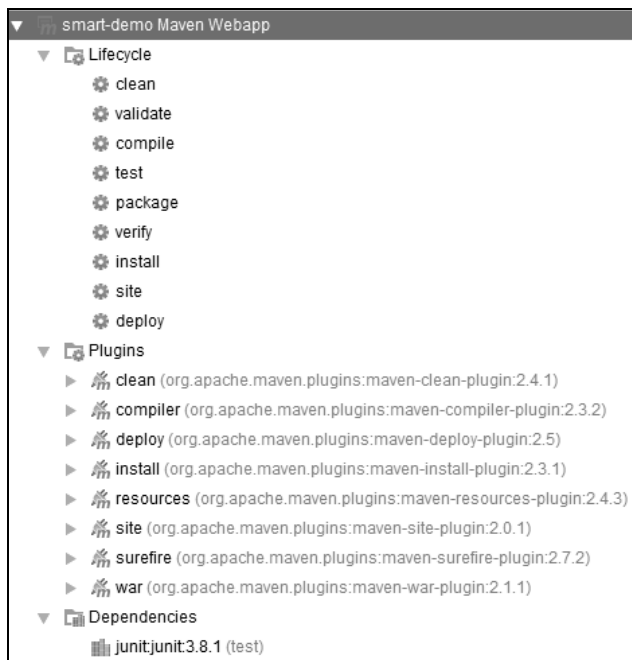 smart-demo Maven Webapp
Lifecycle
clean
validate
compile
test
package
verify
install
site
deploy
Plugins
clean (org.apache.maven.plugins:maven-clean-plugin:2.4.1)
compiler (org.apache.maven.plugins:maven-compiler-plugin:2.3.2)
deploy (org.apache.maven.plugins:maven-deploy-plugin:2.5)
install (org.apache.maven.plugins:maven-install-plugin:2.3.1)
resources (org.apache.maven.plugins:maven-resources-plugin:2.4.3)
site (org.apache.maven.plugins:maven-site-plugin:2.0.1)
surefire (org.apache.maven.plugins:maven-surefire-plugin:2.7.2)
war (org.apache.maven.plugins:maven-war-plugin:2.1.1)
Dependencies
junit:junit:3.8.1 (test)